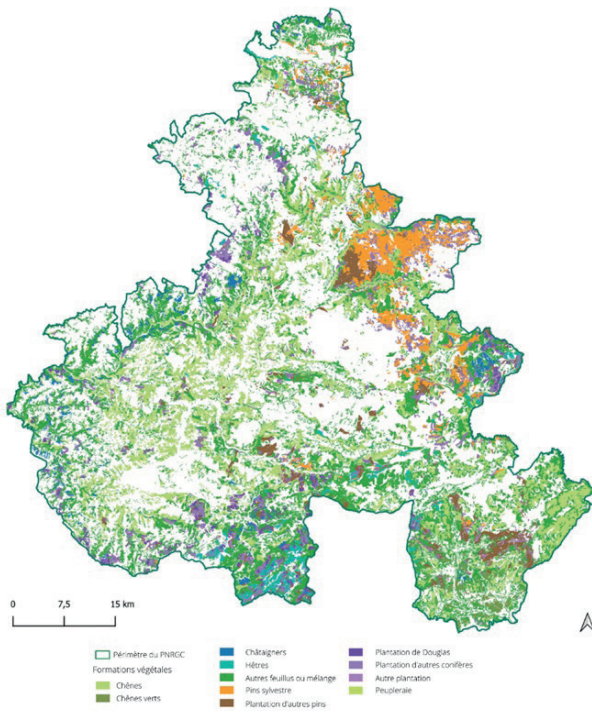 0 7,5 15 km
Périmètre du PNRGC
Formations végétales
Chênes
Chênes verts
Châtaigners
Hêtres
Autres feuillus ou mélange
Pins sylvestre
Plantation d'autres pins
Plantation de Douglas
Plantation d'autres conifères
Autre plantation
Peupleraie